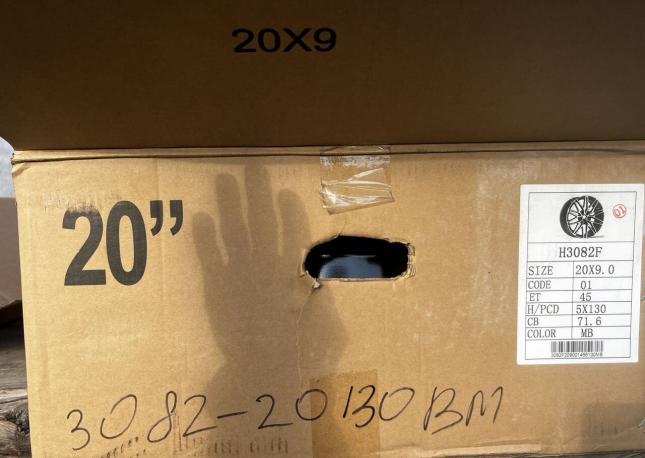 20X9
20”
01
H3082F
SIZE 20X9.0
CODE 01
ET 45
H/PCD 5X130
CB 71.6
COLOR MB
3082-20130BM